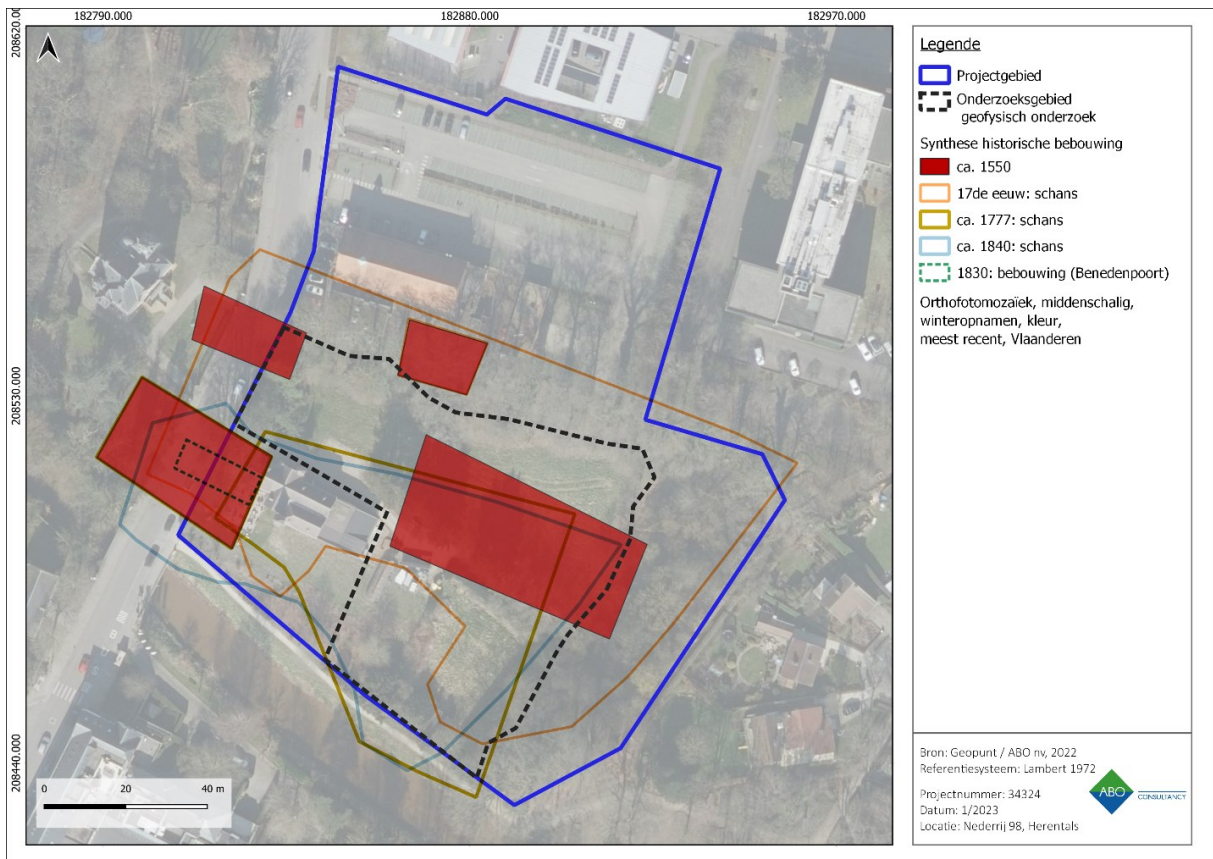 182790.000
182880.000
182970.000
208620.000
208530.000
208440.000
0 20 40 m
Legende
Projectgebied
Onderzoeksgebied
geofysisch onderzoek
Synthese historische bebouwing
ca. 1550
17de eeuw: schans
ca. 1777: schans
ca. 1840: schans
1830: bebouwing (Benedenpoort)
Orthofotomozaïek, middenschalig,
winteropnamen, kleur,
meest recent, Vlaanderen
Bron: Geopunt / ABO nv, 2022
Referentiesysteem: Lambert 1972
Projectnummer: 34324
Datum: 1/2023
Locatie: Nederrij 98, Herentals
ABO
CONSULTANCY